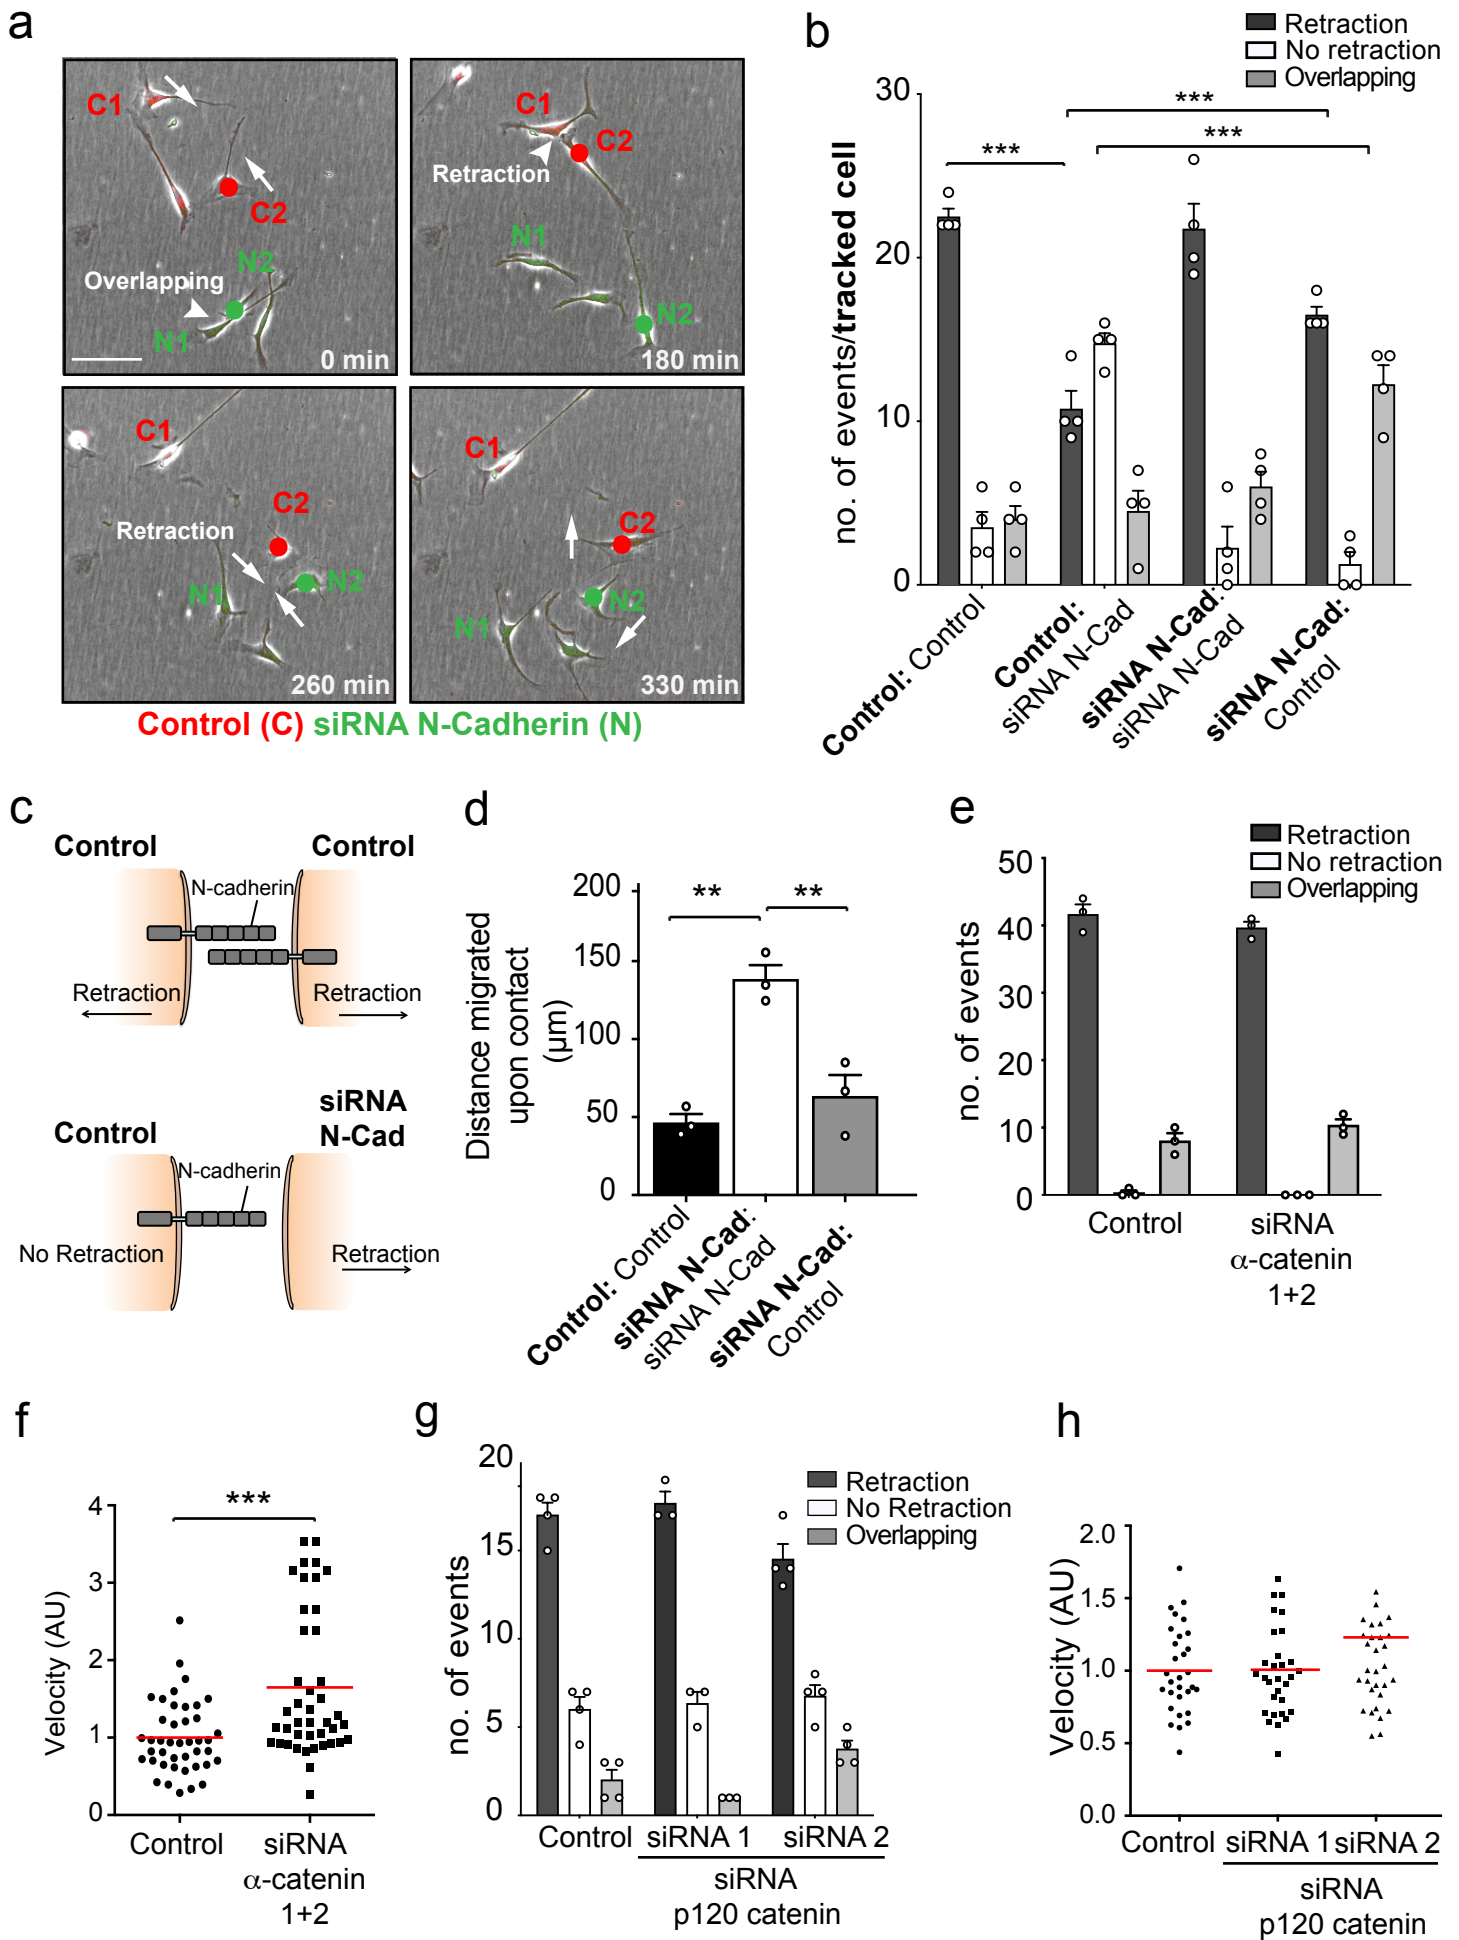 a
C1
C2
Overlapping
N2
N1
0 min
C1
C2
Retraction
N1
N2
180 min
C1
C2
Retraction
N1
N2
260 min
C1
C2
N2
N1
330 min
Control (C) siRNA N-Cadherin (N)
b
Retraction
No retraction
Overlapping
no. of events/tracked cell
30
20
10
0
***
***
***
Control: Control
Control:
siRNA N-Cad
siRNA N-Cad:
siRNA N-Cad
siRNA N-Cad:
Control
c
Control
Control
N-cadherin
Retraction
Retraction
Control
siRNA
N-Cad
N-cadherin
No Retraction
Retraction
d
Distance migrated
upon contact
(μm)
200
150
100
50
0
**
**
Control: Control
siRNA N-Cad:
siRNA N-Cad
siRNA N-Cad:
Control
e
Retraction
No retraction
Overlapping
no. of events
50
40
30
20
10
0
Control
siRNA
α-catenin
1+2
f
Velocity (AU)
4
3
2
1
0
***
Control
siRNA
α-catenin
1+2
g
Retraction
No Retraction
Overlapping
no. of events
20
15
10
5
0
Control
siRNA 1
siRNA 2
siRNA
p120 catenin
h
Velocity (AU)
2.0
1.5
1.0
0.5
0.0
Control
siRNA 1
siRNA 2
siRNA
p120 catenin